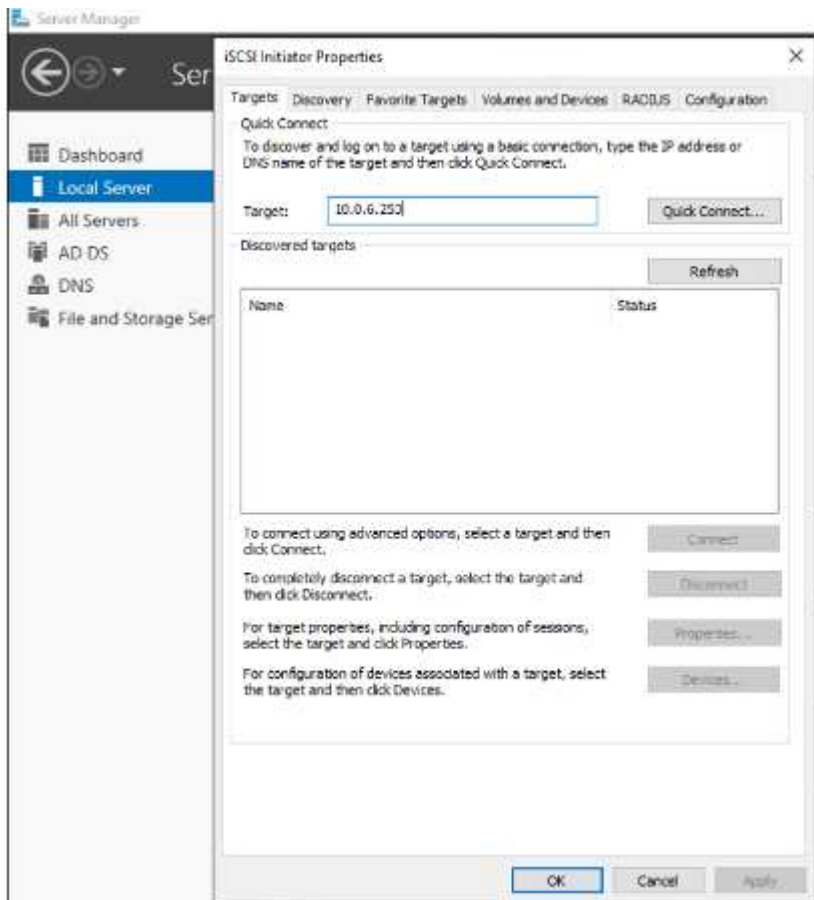 Server Manager
Ser
Dashboard
Local Server
All Servers
AD DS
DNS
File and Storage Ser
iSCSI Initiator Properties
Targets Discovery Favorite Targets Volumes and Devices RADIUS Configuration
Quick Connect
To discover and log on to a target using a basic connection, type the IP address or
DNS name of the target and then click Quick Connect.
Target: 10.0.6.253 Quick Connect...
Discovered targets
Refresh
Name Status
To connect using advanced options, select a target and then
click Connect.
Connect
To completely disconnect a target, select the target and
then click Disconnect.
Disconnect
For target properties, including configuration of sessions,
select the target and click Properties.
Properties...
For configuration of devices associated with a target, select
the target and then click Devices.
Devices...
OK Cancel Apply